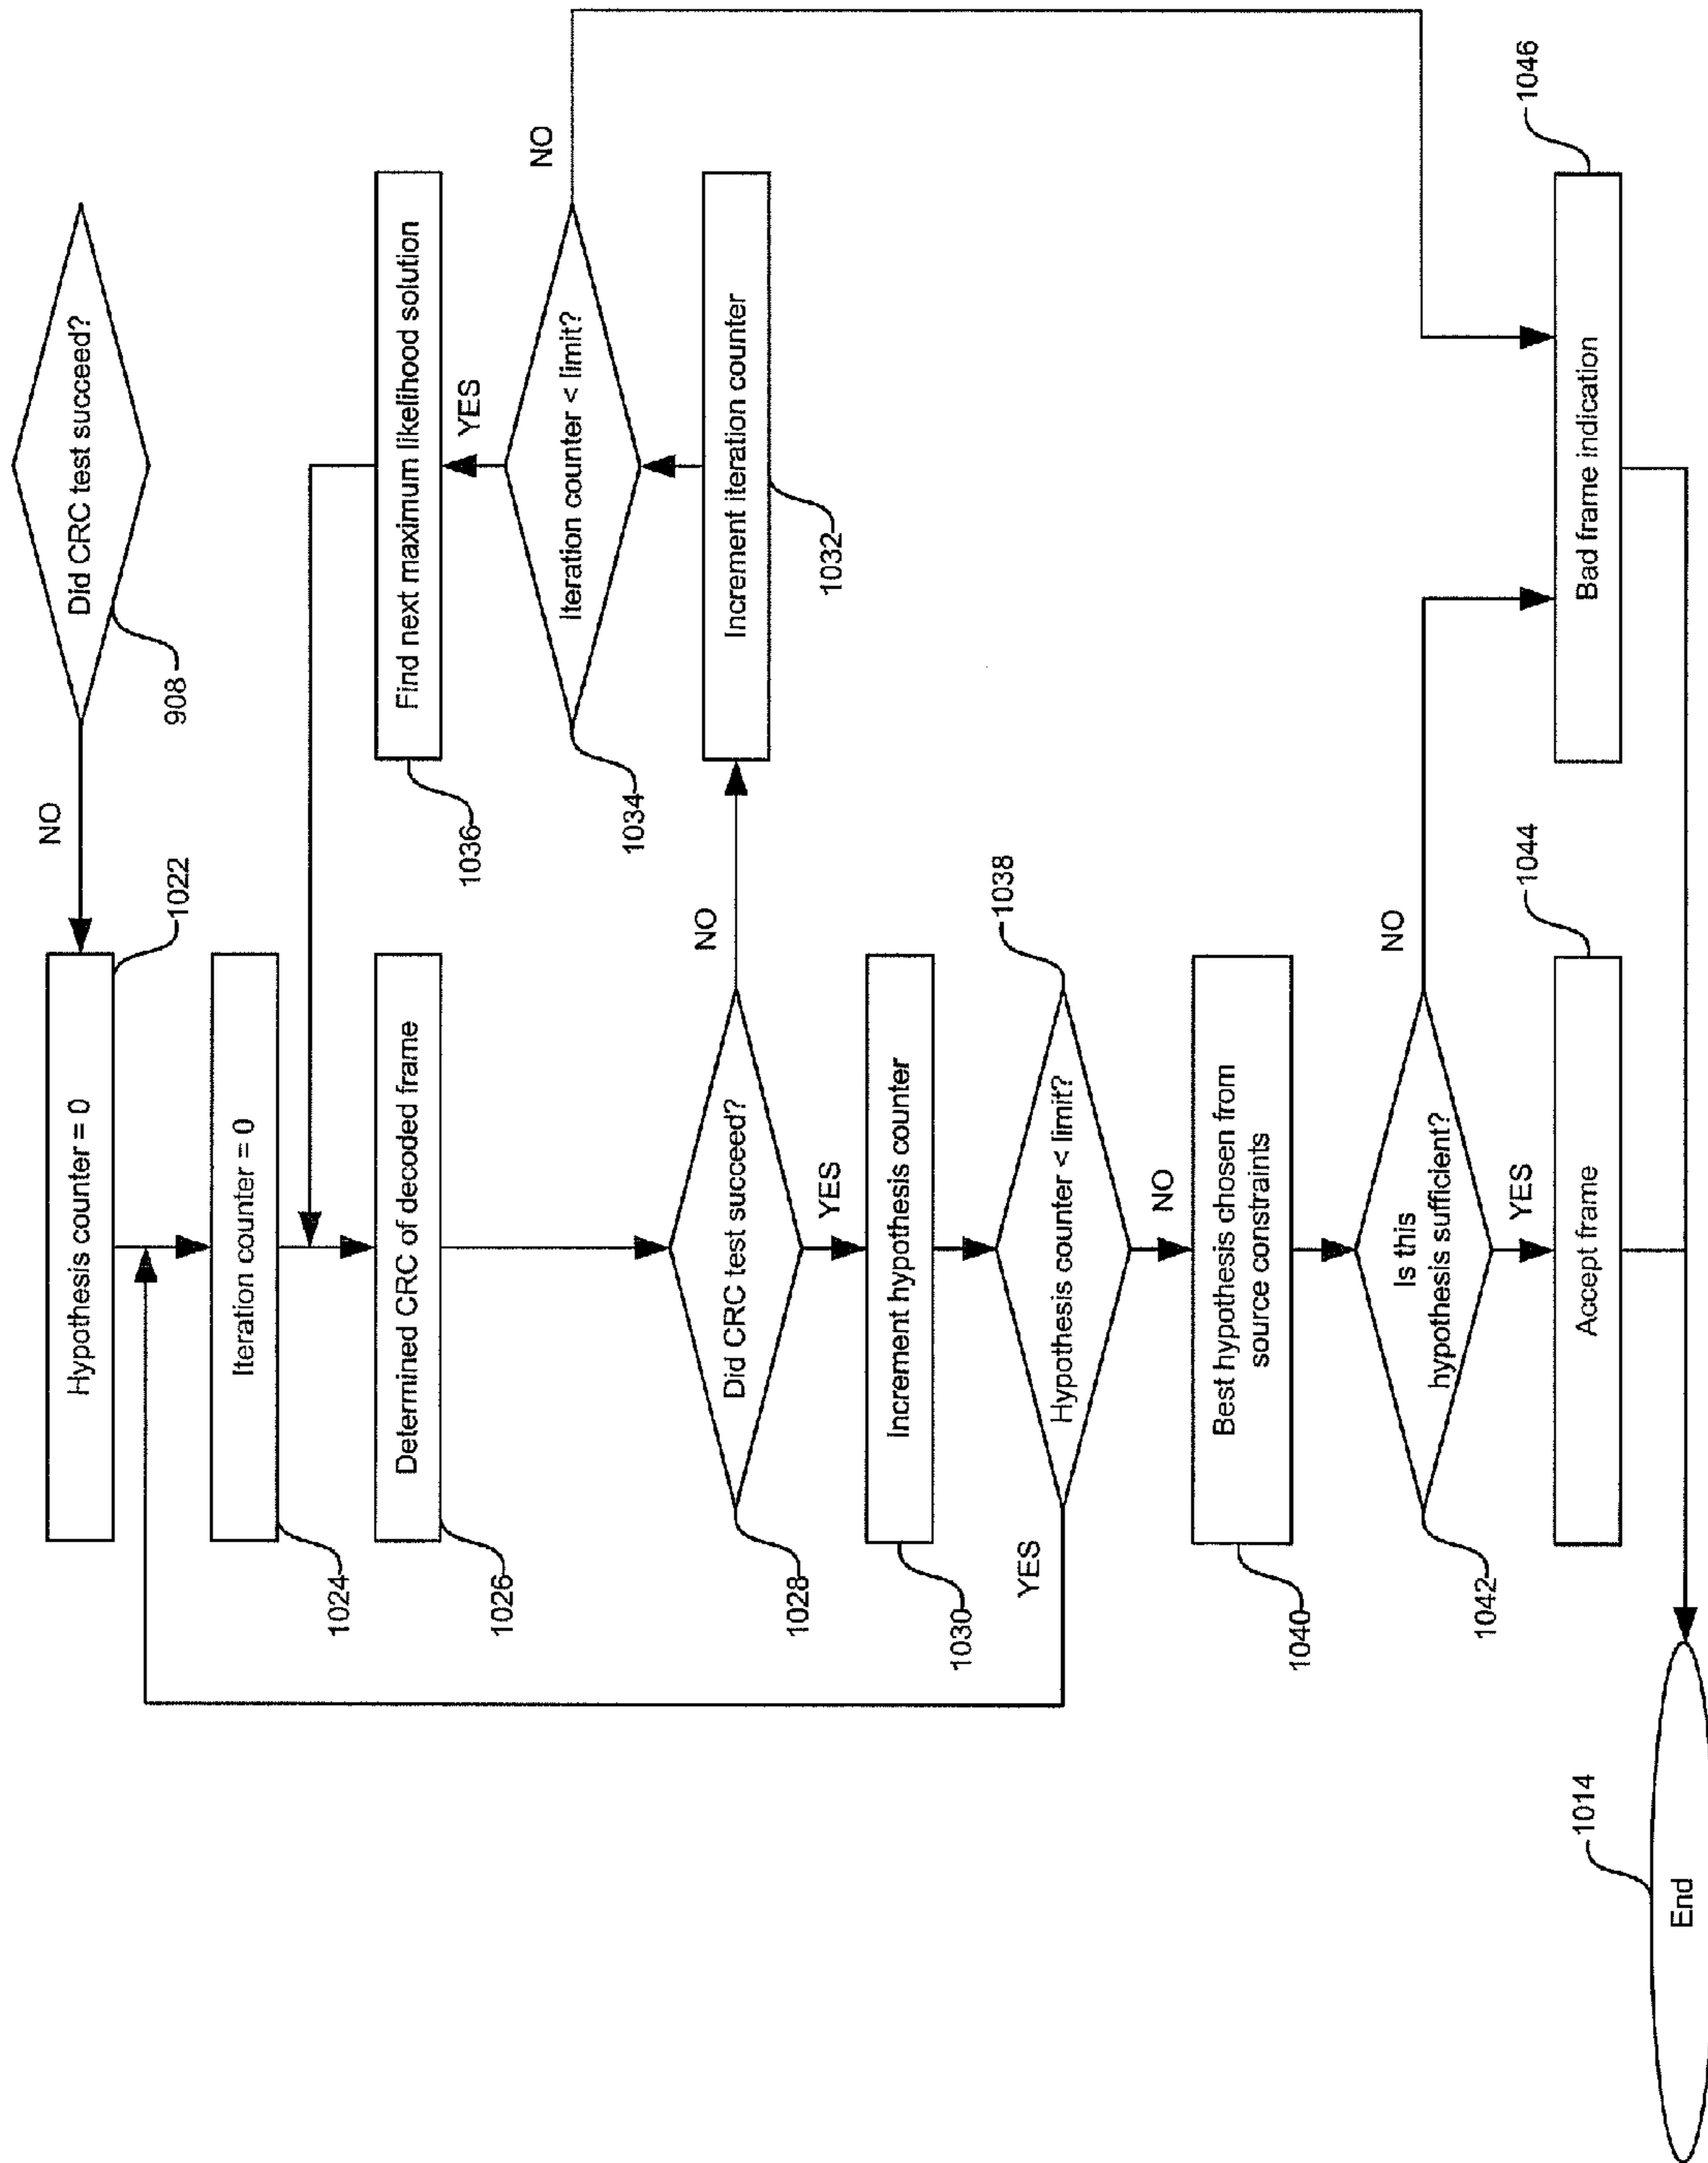 Did CRC test succeed?
908
NO
Hypothesis counter = 0
1022
Iteration counter = 0
1024
Determined CRC of decoded frame
1026
Did CRC test succeed?
1028
NO
YES
Increment iteration counter
1032
Iteration counter < limit?
1034
NO
YES
Find next maximum likelihood solution
1036
Increment hypothesis counter
1030
Hypothesis counter < limit?
1038
YES
NO
Best hypothesis chosen from
source constraints
1040
Is this
hypothesis sufficient?
1042
NO
YES
Accept frame
1044
Bad frame indication
1046
End
1014